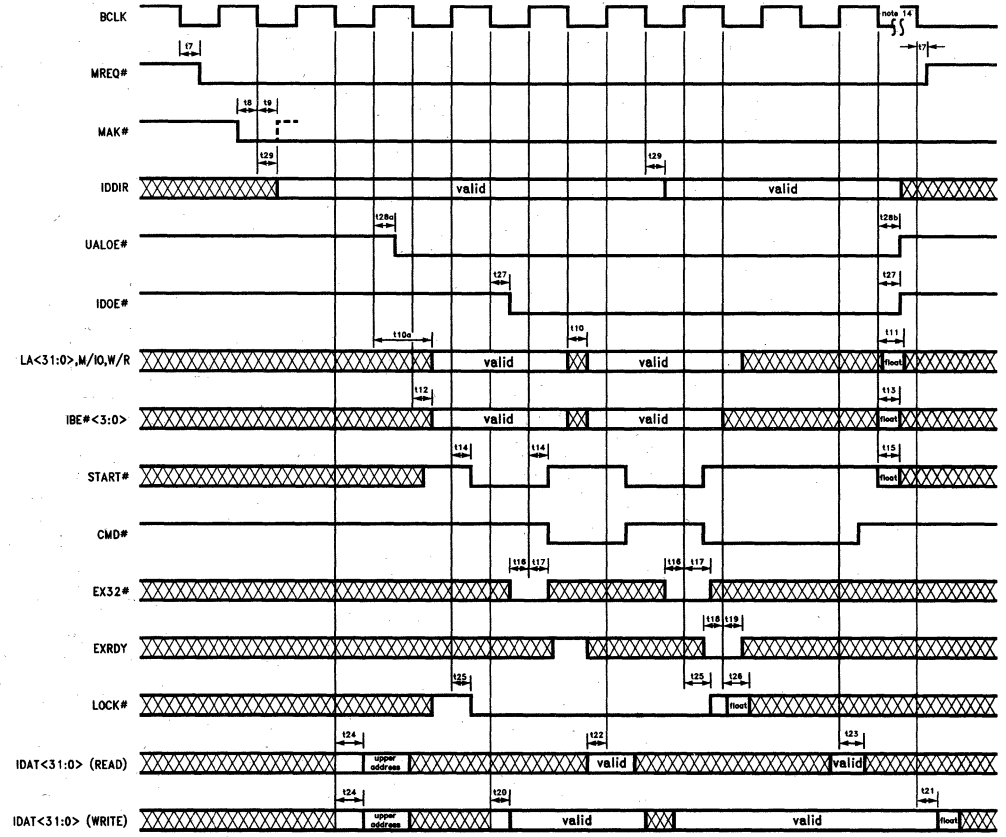 BCLK
note 14
t7
t7
MREQ#
t8 t9
MAK#
t29
t29
IDDIR
valid
valid
t28a
t28b
UALOE#
t27
t27
IDOE#
t10a
t10
t11
LA<31:0>,M/IO,W/R
valid
valid
float
t12
t13
IBE#<3:0>
valid
valid
float
t14
t14
t15
START#
float
CMD#
t16 t17
t16 t17
EX32#
t18 t19
EXRDY
t25
t25
t26
LOCK#
float
t24
t22
t23
IDAT<31:0> (READ)
upper
address
valid
valid
t24
t20
t21
IDAT<31:0> (WRITE)
upper
address
valid
valid
float